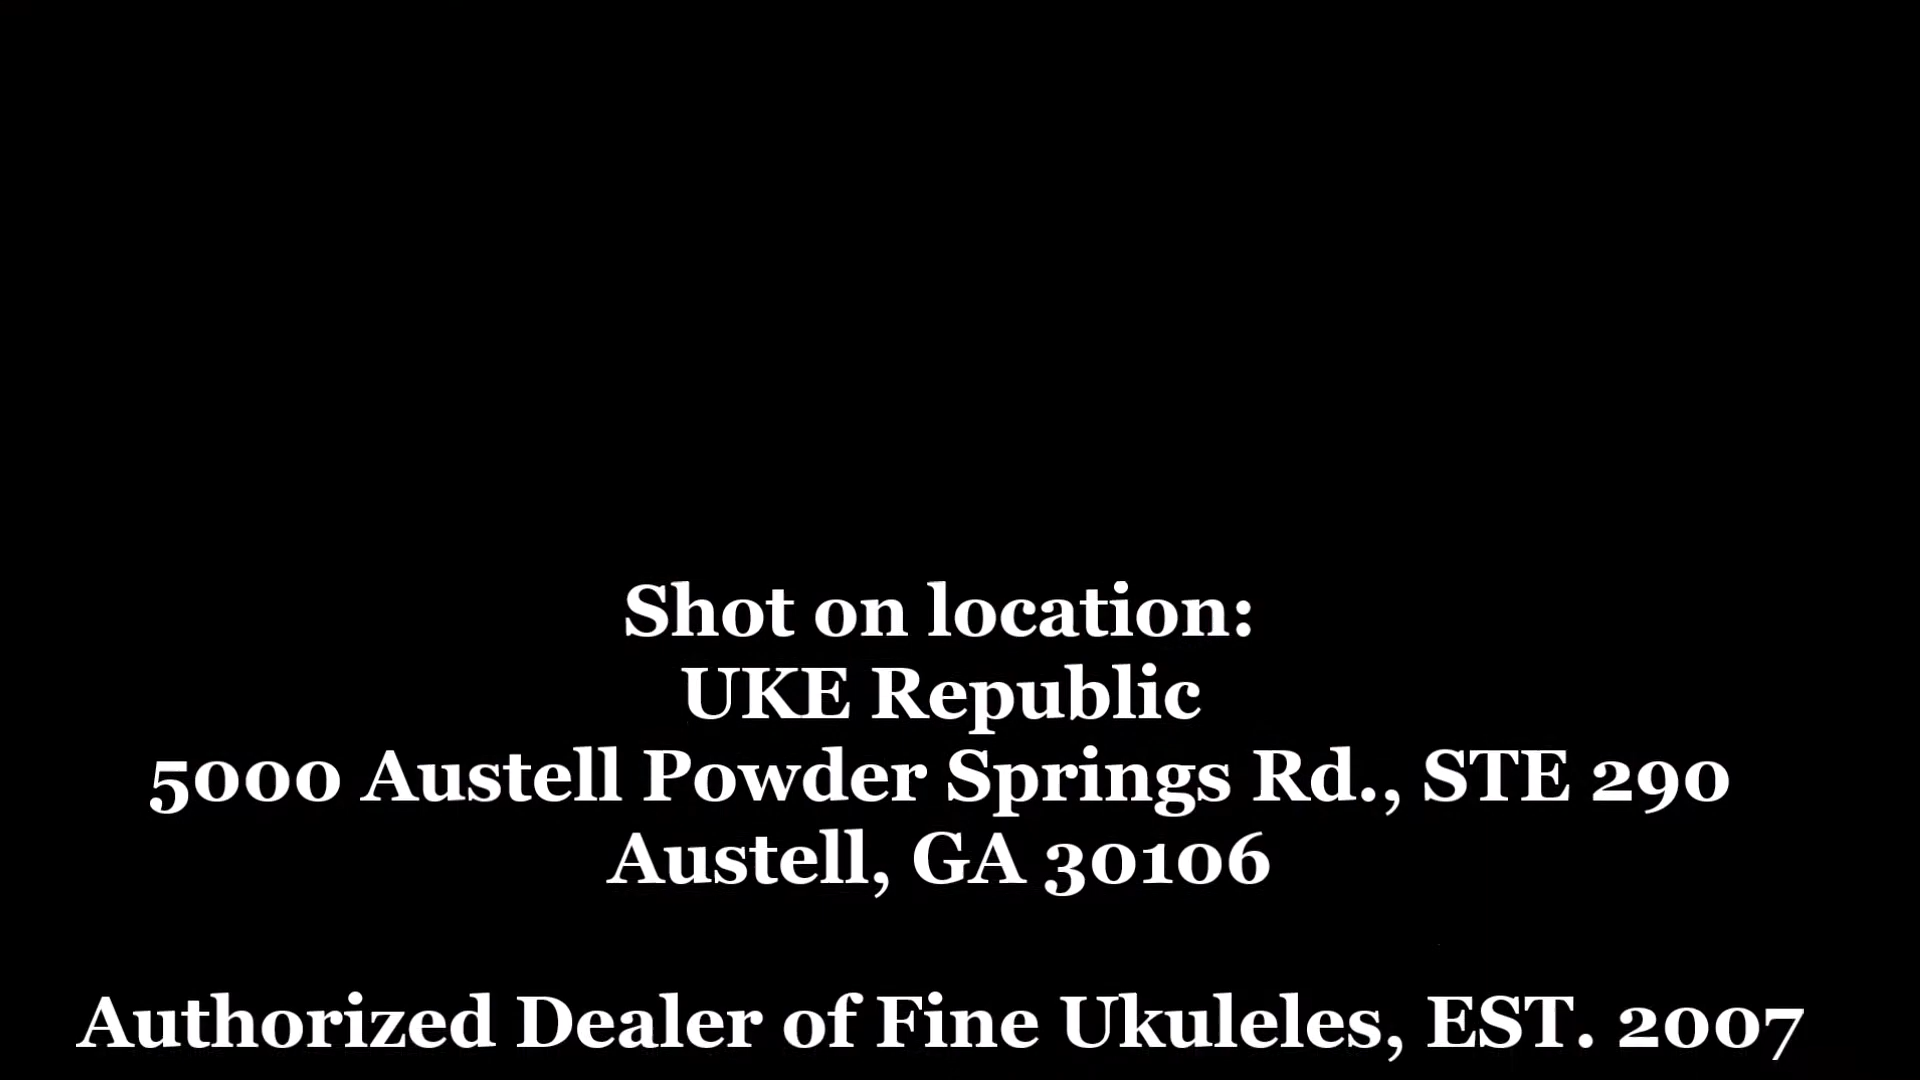 Shot on location:
UKE Republic
5000 Austell Powder Springs Rd., STE 290
Austell, GA 30106
Authorized Dealer of Fine Ukuleles, EST. 2007